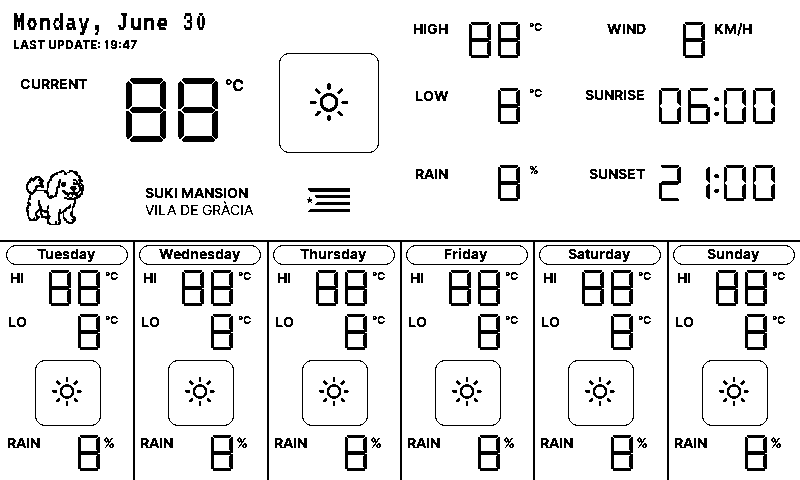 Monday, June 30
LAST UPDATE: 19:47
CURRENT 88 °C
HIGH 88 °C
WIND 8 KM/H
LOW 8 °C
SUNRISE 06:00
RAIN 8 %
SUNSET 21:00
SUKI MANSION
VILA DE GRÀCIA
Tuesday
HI 88 °C
LO 8 °C
RAIN 8 %
Wednesday
HI 88 °C
LO 8 °C
RAIN 8 %
Thursday
HI 88 °C
LO 8 °C
RAIN 8 %
Friday
HI 88 °C
LO 8 °C
RAIN 8 %
Saturday
HI 88 °C
LO 8 °C
RAIN 8 %
Sunday
HI 88 °C
LO 8 °C
RAIN 8 %